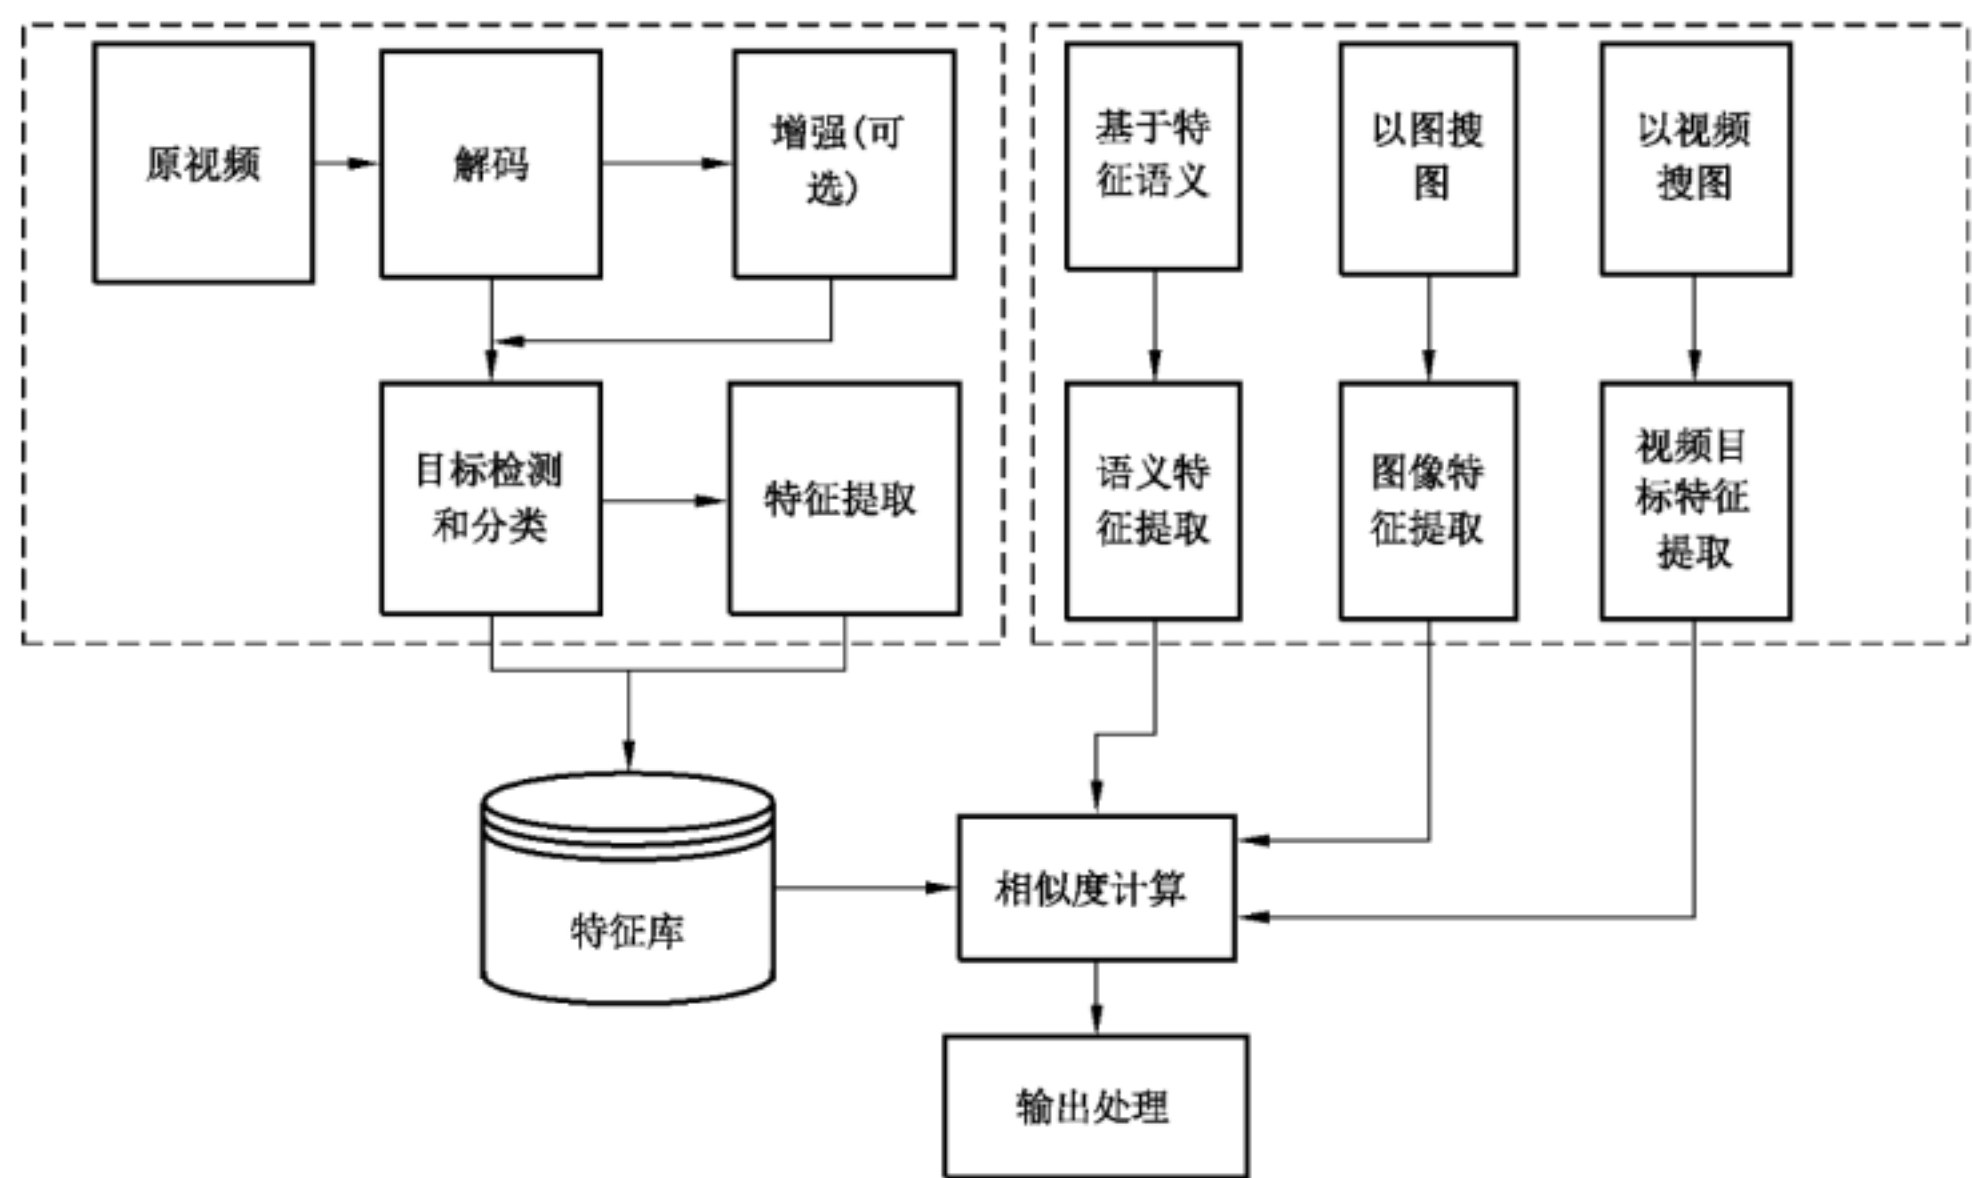 原视频
解码
增强(可
选)
目标检测
和分类
特征提取
基于特
征语义
以图搜
图
以视频
搜图
语义特
征提取
图像特
征提取
视频目
标特征
提取
特征库
相似度计算
输出处理